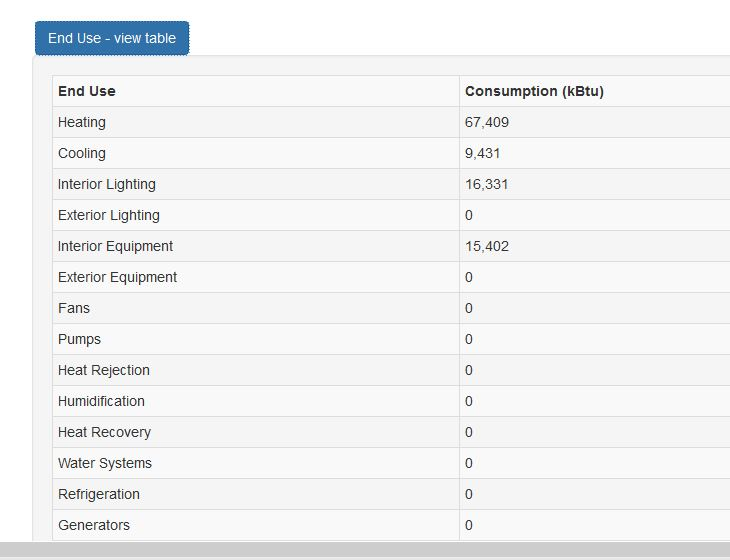 End Use - view table
End Use Consumption (kBtu)
Heating 67,409
Cooling 9,431
Interior Lighting 16,331
Exterior Lighting 0
Interior Equipment 15,402
Exterior Equipment 0
Fans 0
Pumps 0
Heat Rejection 0
Humidification 0
Heat Recovery 0
Water Systems 0
Refrigeration 0
Generators 0